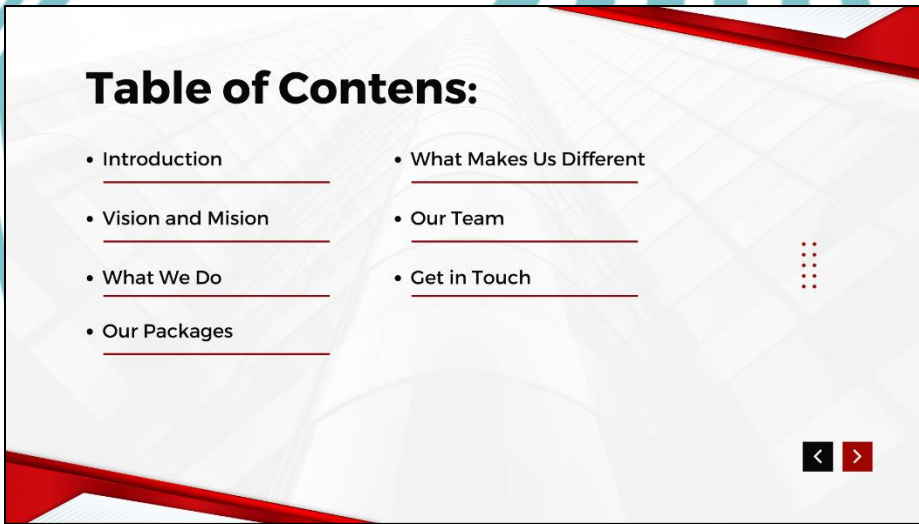 Table of Contens:
• Introduction
• Vision and Mision
• What We Do
• Our Packages
• What Makes Us Different
• Our Team
• Get in Touch